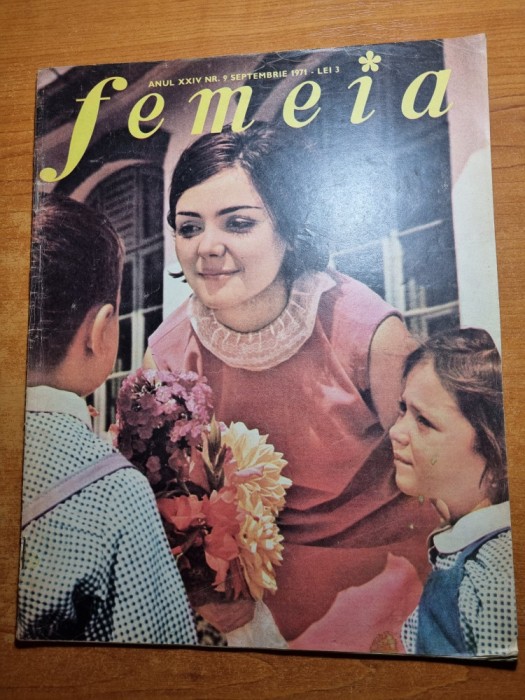 ANUL XXIV NR. 9 SEPTEMBRIE 1971 - LEI 3
femeia